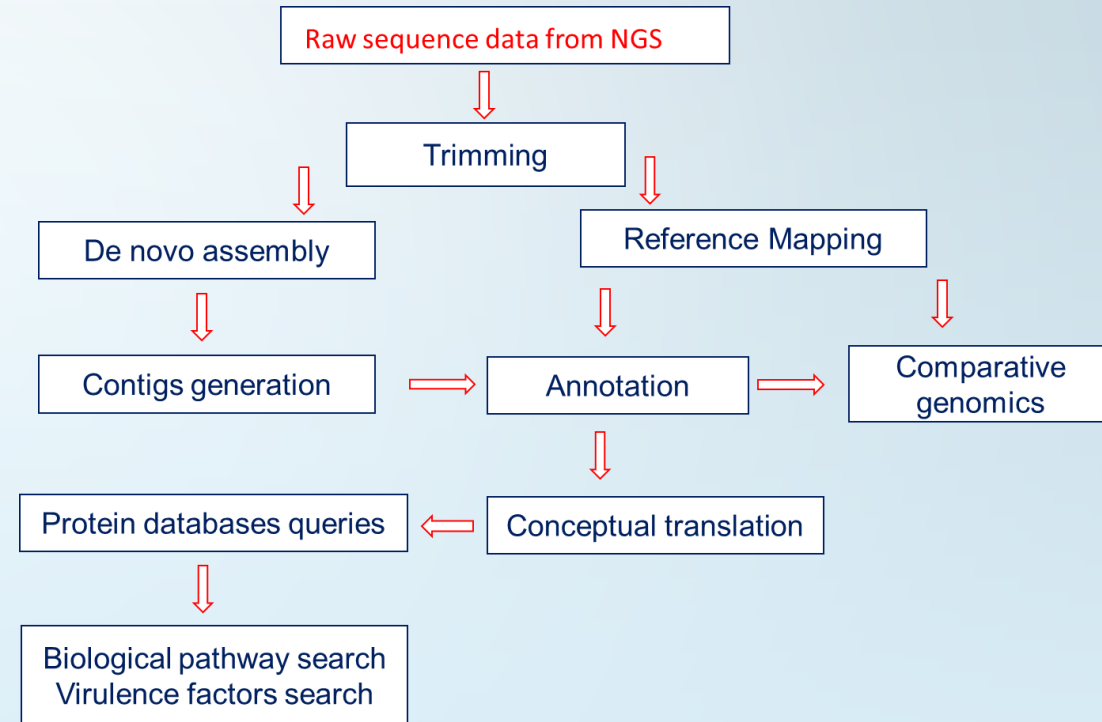 Raw sequence data from NGS
Trimming
De novo assembly
Reference Mapping
Contigs generation
Annotation
Comparative
genomics
Protein databases queries
Conceptual translation
Biological pathway search
Virulence factors search